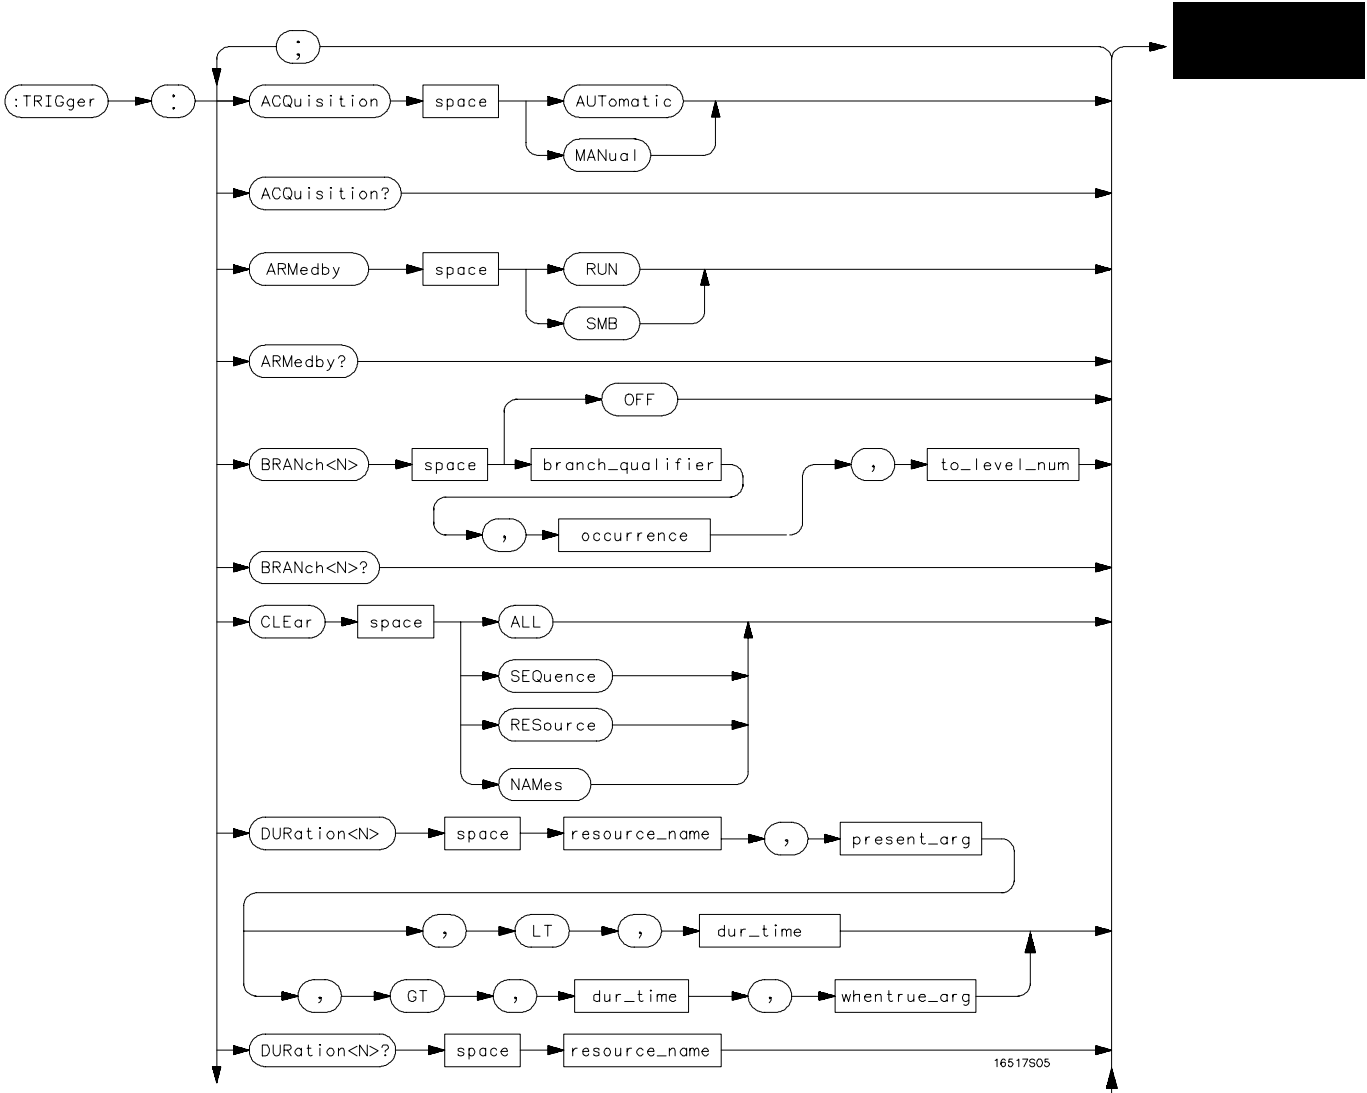 ;
:TRIGger : ACQuisition space AUTomatic
MANual
ACQuisition?
ARMedby space RUN
SMB
ARMedby?
OFF
BRANch<N> space branch_qualifier , to_level_num
, occurrence
BRANch<N>?
CLEar space ALL
SEQuence
RESource
NAMes
DURation<N> space resource_name , present_arg
, LT , dur_time
, GT , dur_time , whentrue_arg
DURation<N>? space resource_name
16517S05